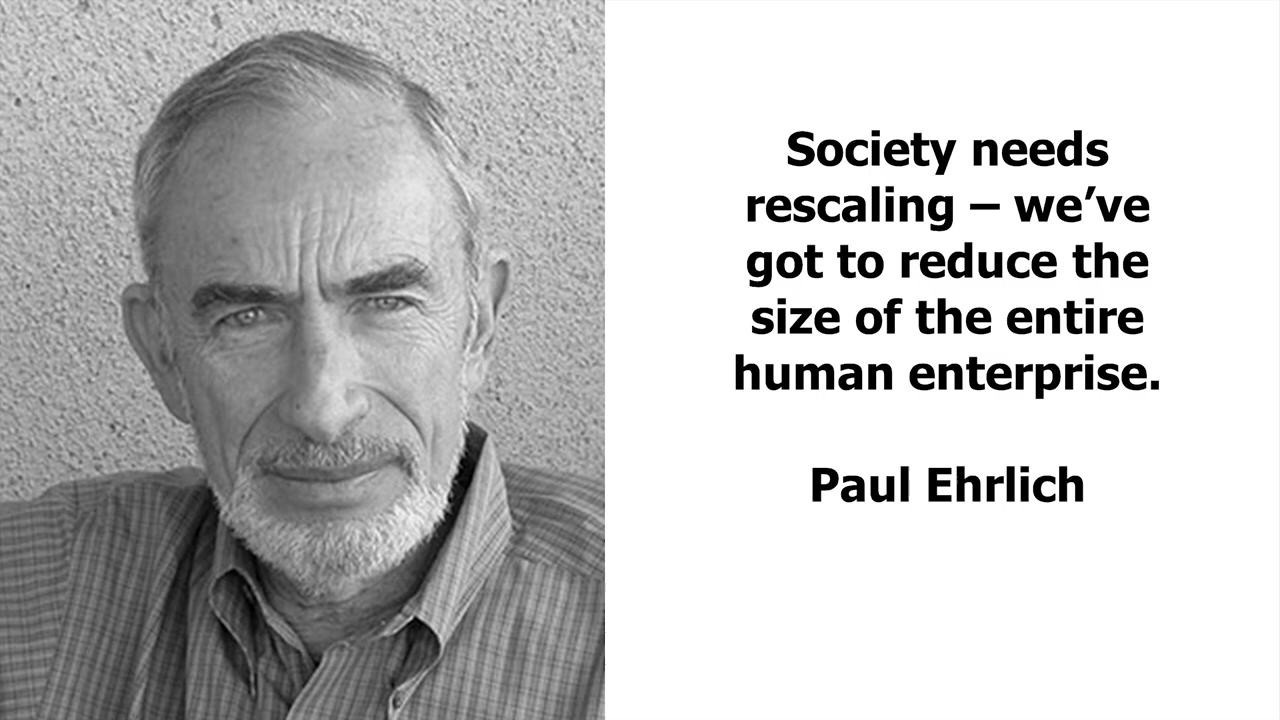 Society needs
rescaling – we’ve
got to reduce the
size of the entire
human enterprise.
Paul Ehrlich